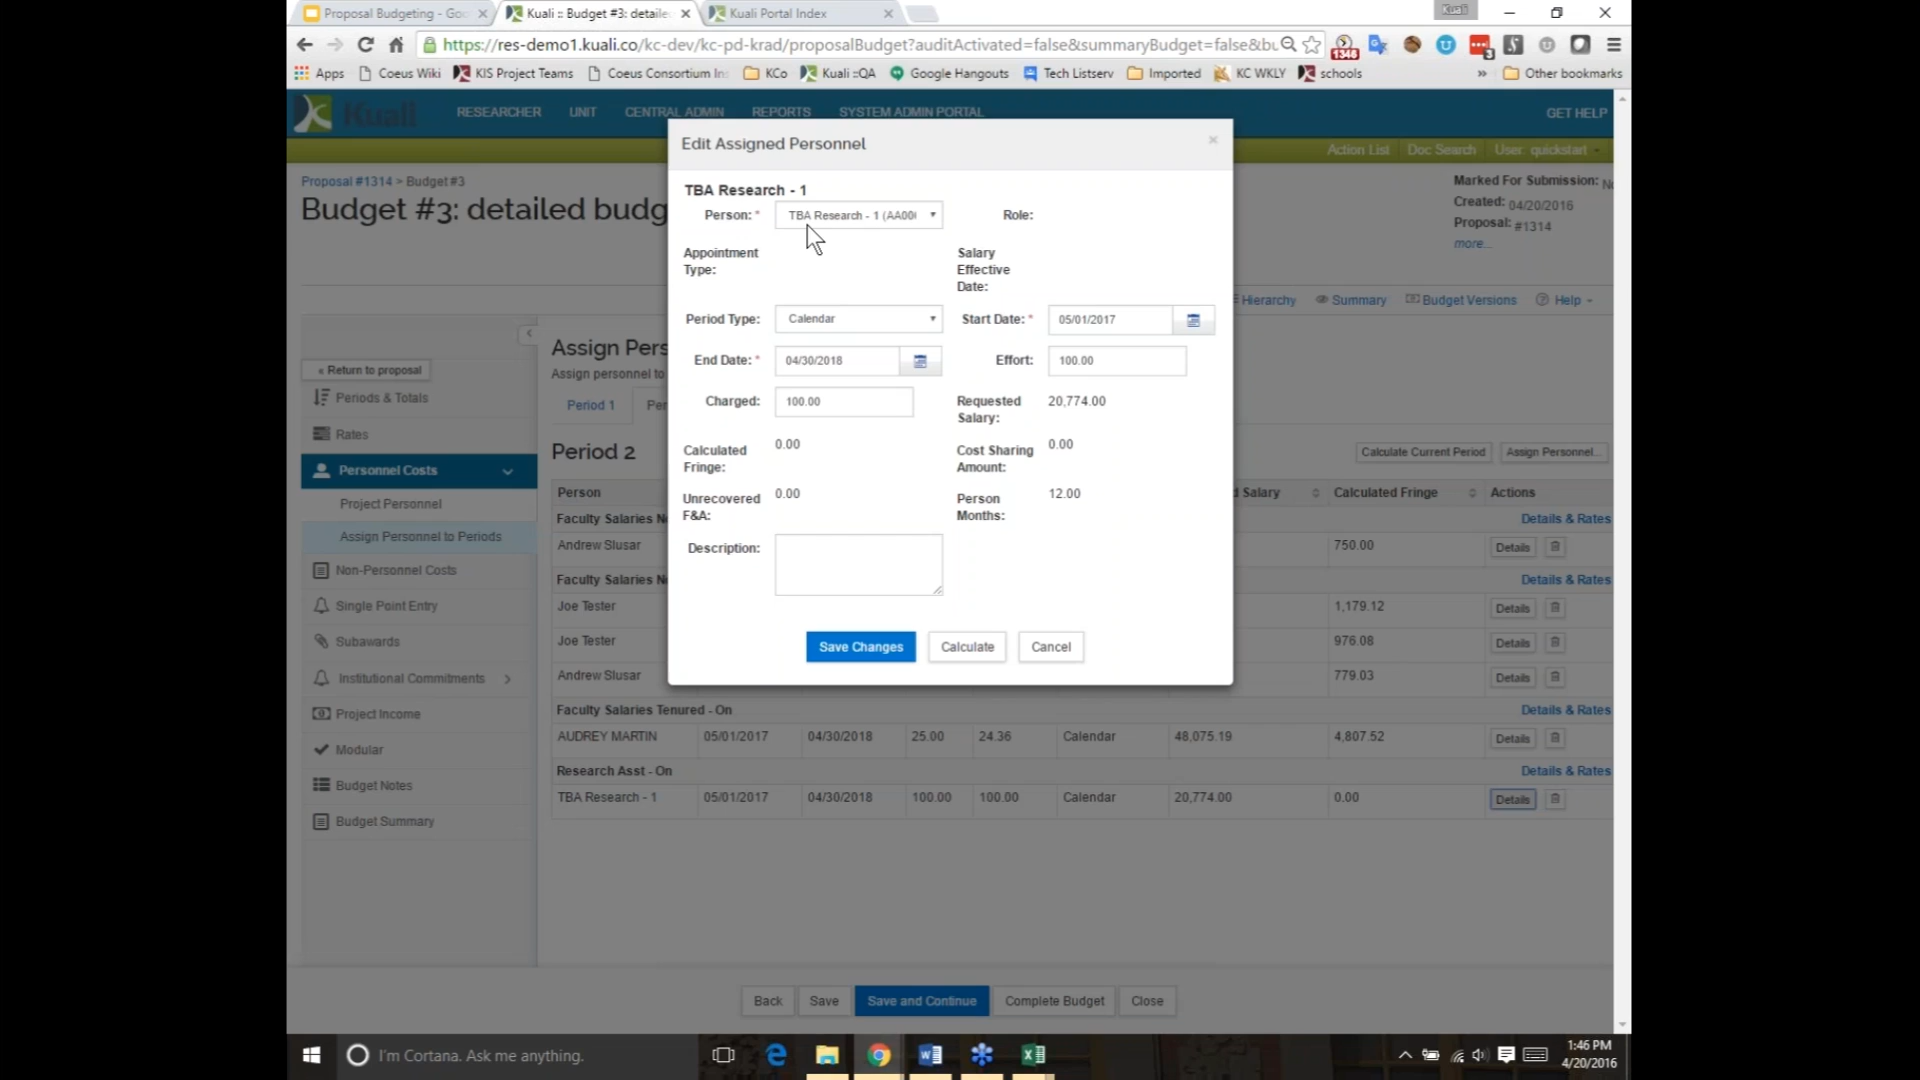 Proposal Budgeting - Goo
Kuali :: Budget #3: detaile
Kuali Portal Index
Kuali
https://res-demo1.kuali.co/kc-dev/kc-pd-krad/proposalBudget?auditActivated=false&summaryBudget=false&bu
1346
3
Apps
Coeus Wiki
KIS Project Teams
Coeus Consortium In
KCo
Kuali ::QA
Google Hangouts
Tech Listserv
Imported
KC WKLY
schools
»
Other bookmarks
Kuali
RESEARCHER
UNIT
CENTRAL ADMIN
REPORTS
SYSTEM ADMIN PORTAL
GET HELP
Action List
Doc Search
User: quickstart
Proposal #1314 > Budget #3
Budget #3: detailed budg
Marked For Submission: No
Created: 04/20/2016
Proposal: #1314
more...
Hierarchy
Summary
Budget Versions
Help
« Return to proposal
Periods & Totals
Rates
Personnel Costs
Project Personnel
Assign Personnel to Periods
Non-Personnel Costs
Single Point Entry
Subawards
Institutional Commitments
Project Income
Modular
Budget Notes
Budget Summary
Assign Pers
Assign personnel to
Period 1
Per
Period 2
Calculate Current Period
Assign Personnel...
Person
d Salary
Calculated Fringe
Actions
Faculty Salaries N
Details & Rates
Andrew Slusar
750.00
Details
Faculty Salaries N
Details & Rates
Joe Tester
1,179.12
Details
Joe Tester
976.08
Details
Andrew Slusar
779.03
Details
Faculty Salaries Tenured - On
Details & Rates
AUDREY MARTIN
05/01/2017
04/30/2018
25.00
24.36
Calendar
48,075.19
4,807.52
Details
Research Asst - On
Details & Rates
TBA Research - 1
05/01/2017
04/30/2018
100.00
100.00
Calendar
20,774.00
0.00
Details
Edit Assigned Personnel
×
TBA Research - 1
Person: *
TBA Research - 1 (AA00
Role:
Appointment
Type:
Salary
Effective
Date:
Period Type:
Calendar
Start Date: *
05/01/2017
End Date: *
04/30/2018
Effort:
100.00
Charged:
100.00
Requested
Salary:
20,774.00
Calculated
Fringe:
0.00
Cost Sharing
Amount:
0.00
Unrecovered
F&A:
0.00
Person
Months:
12.00
Description:
Save Changes
Calculate
Cancel
Back
Save
Save and Continue
Complete Budget
Close
I'm Cortana. Ask me anything.
1:46 PM
4/20/2016